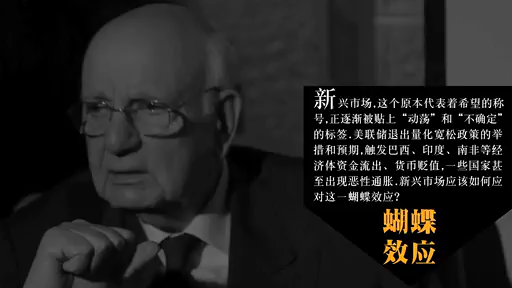 新兴市场,这个原本代表着希望的称
号,正逐渐被贴上“动荡”和“不确定”
的标签.美联储退出量化宽松政策的举
措和预期,触发巴西、印度、南非等经
济体资金流出、货币贬值,一些国家甚
至出现恶性通胀.新兴市场应该如何应
对这一蝴蝶效应?
蝴蝶
效应